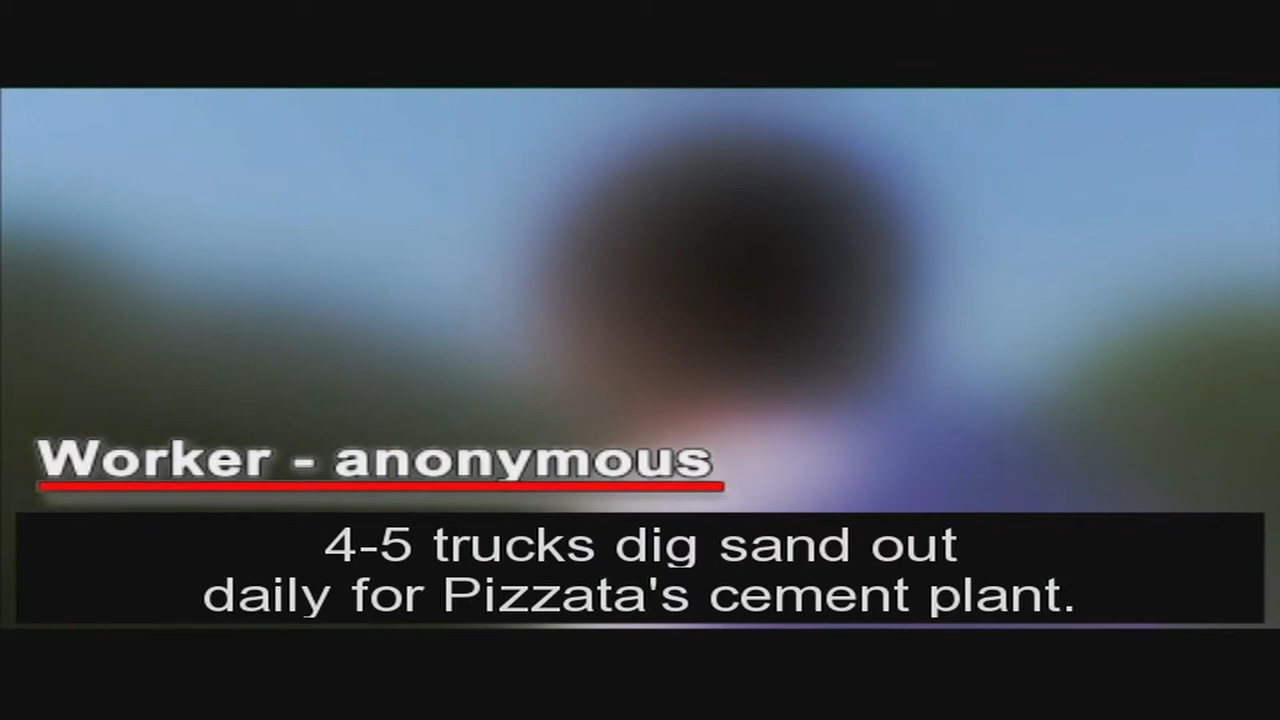 Worker - anonymous
4-5 trucks dig sand out
daily for Pizzata's cement plant.